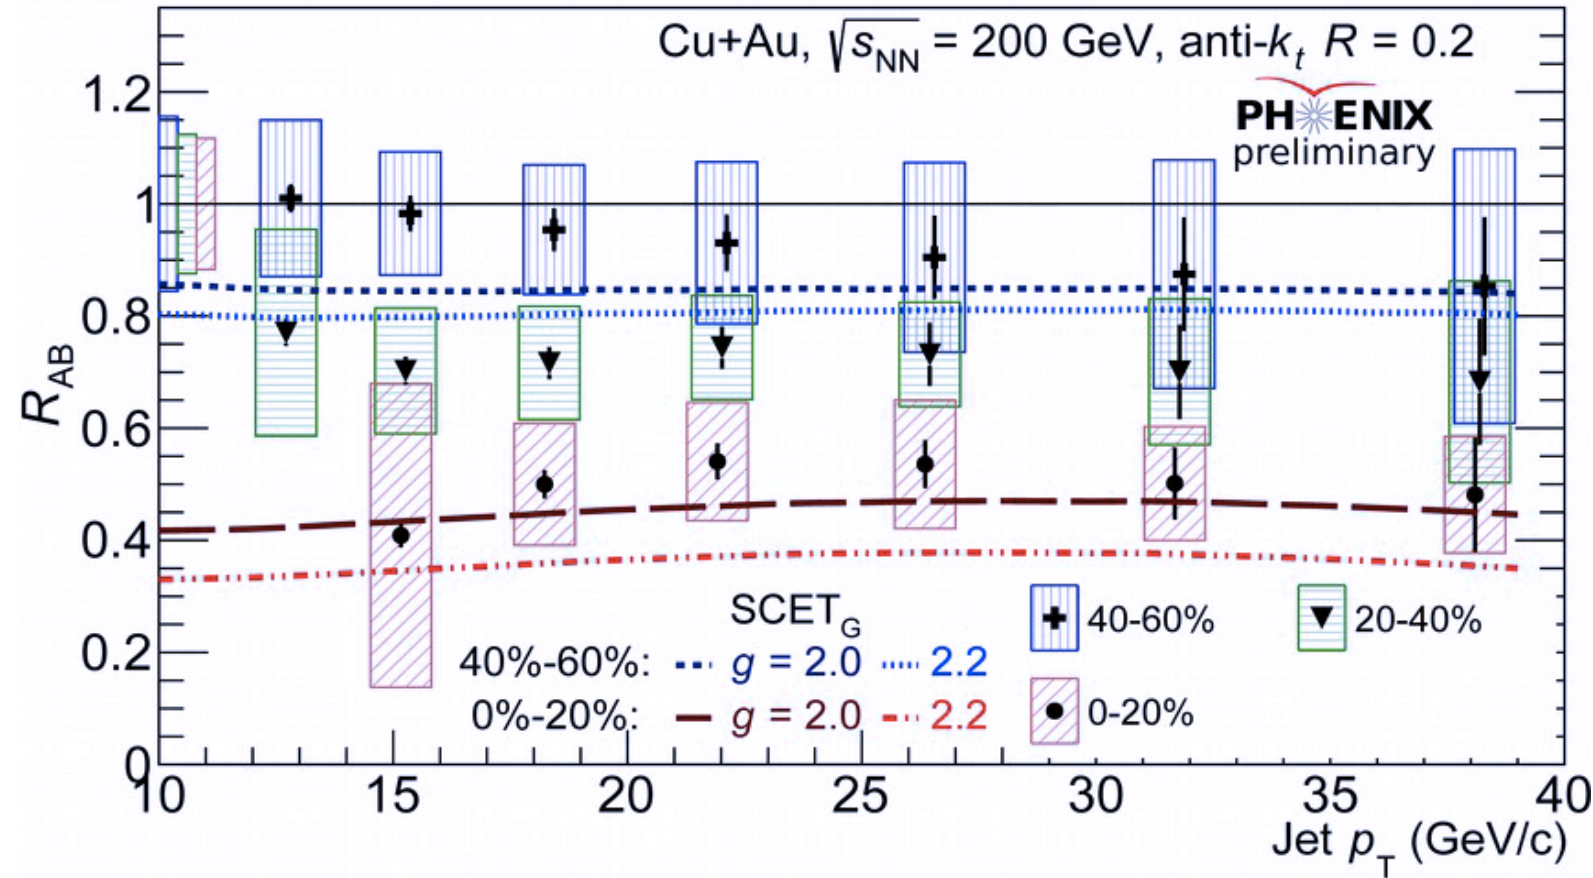 Cu+Au, √sNN = 200 GeV, anti-kt R = 0.2
PHENIX
preliminary
1.2
1
0.8
0.6
0.4
0.2
0
RAB
10 15 20 25 30 35 40
Jet pT (GeV/c)
SCETG
40%-60%: g = 2.0 2.2
0%-20%: g = 2.0 2.2
40-60% 20-40%
0-20%